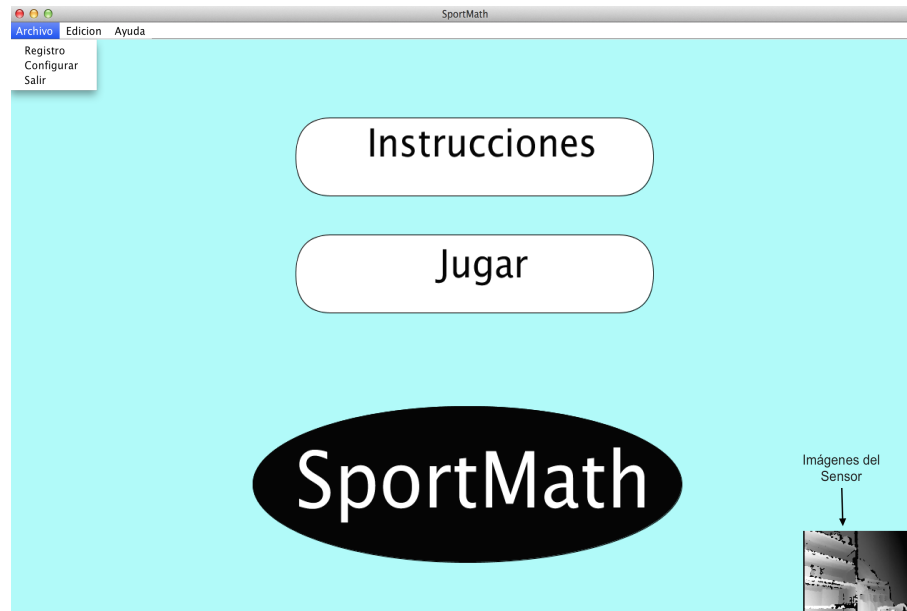 SportMath
Archivo Edicion Ayuda
Registro
Configurar
Salir
Instrucciones
Jugar
SportMath
Imágenes del
Sensor